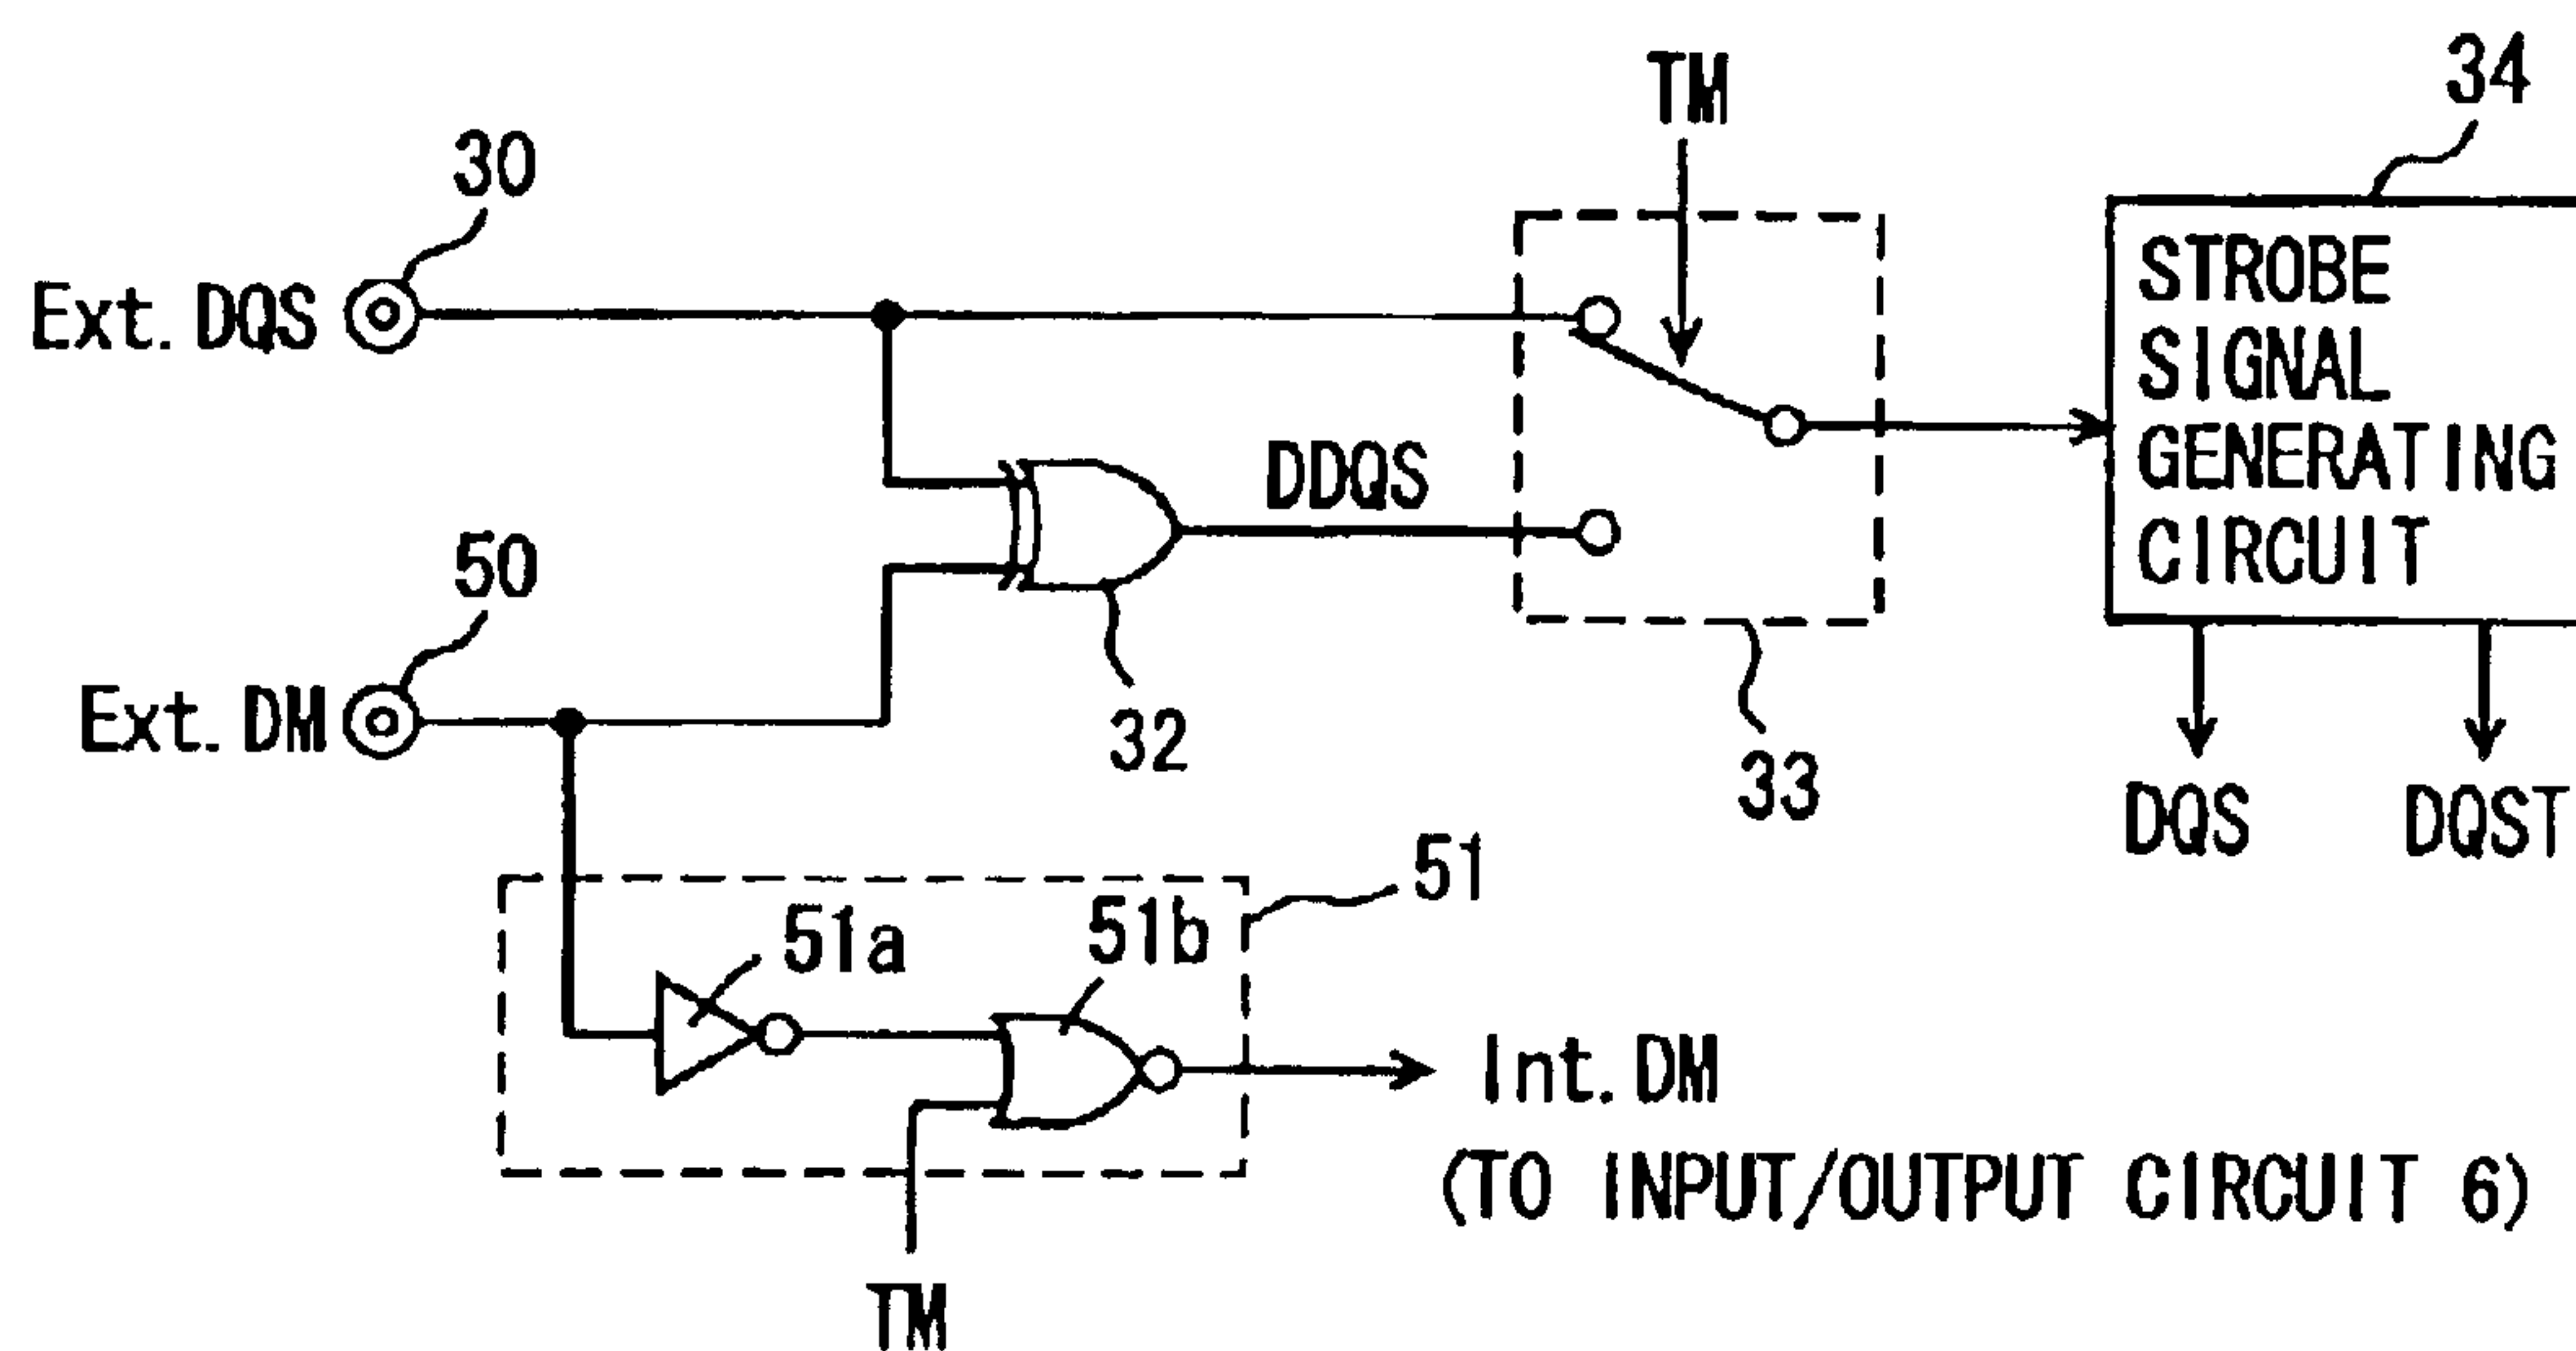 TM
34
30
Ext. DQS
STROBE
SIGNAL
GENERATING
CIRCUIT
DDQS
50
Ext. DM
32
33
DQS
DQST
51
51a
51b
Int. DM
(TO INPUT/OUTPUT CIRCUIT 6)
TM